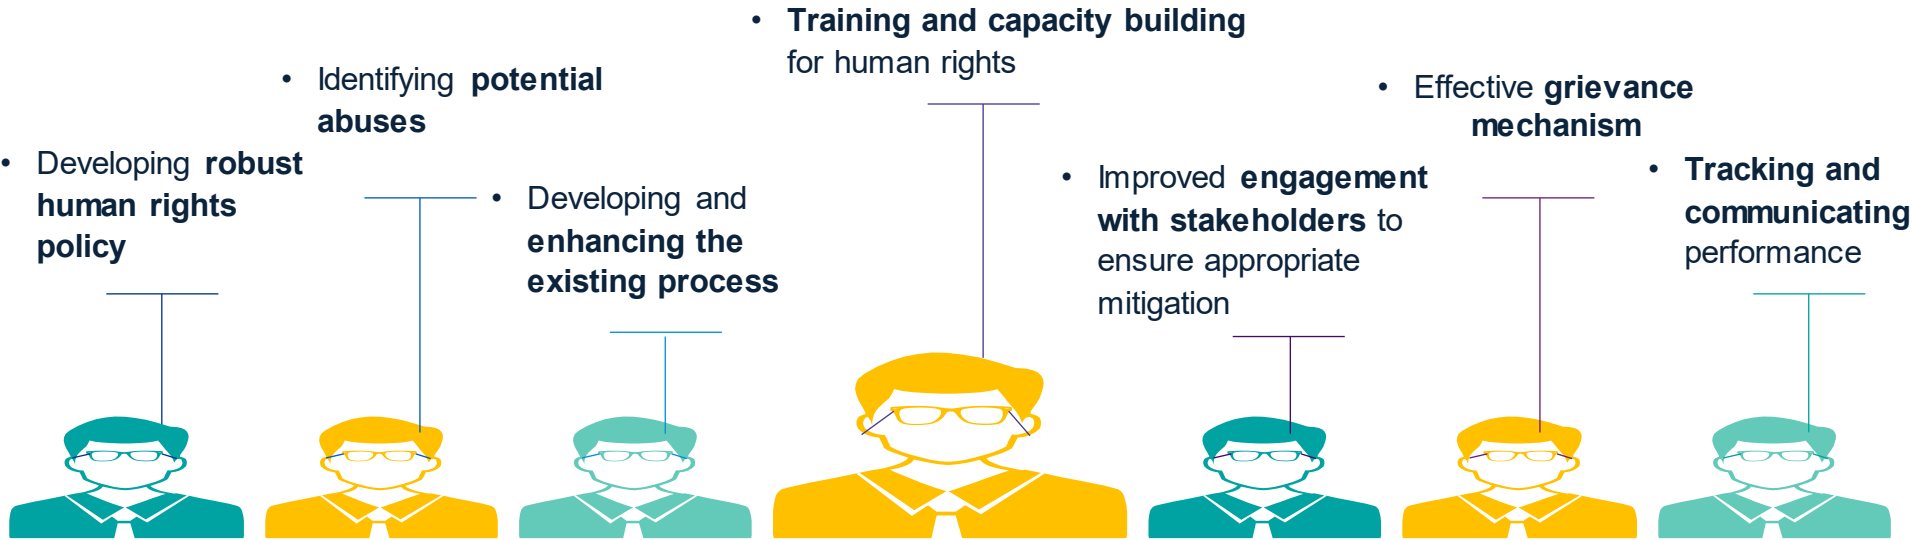 • Developing robust
human rights
policy
• Identifying potential
abuses
• Developing and
enhancing the
existing process
• Training and capacity building
for human rights
• Improved engagement
with stakeholders to
ensure appropriate
mitigation
• Effective grievance
mechanism
• Tracking and
communicating
performance